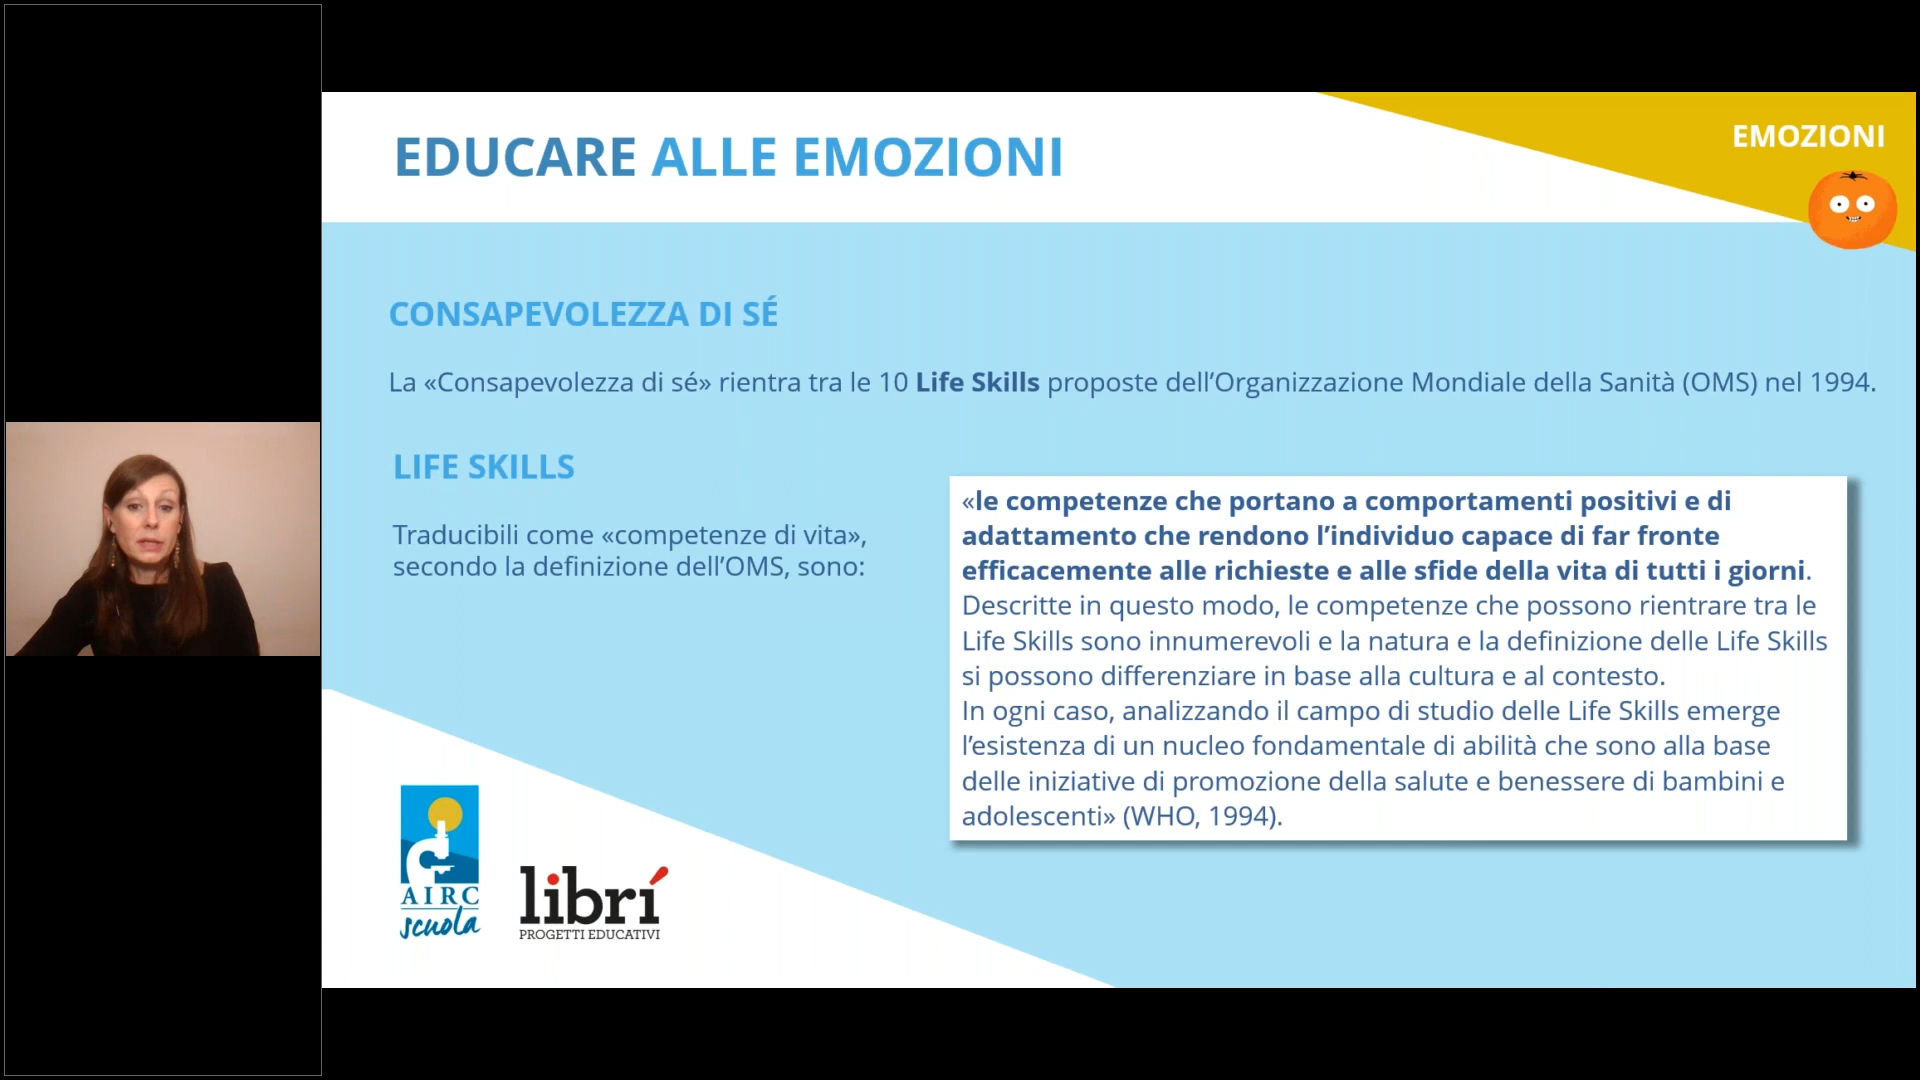 EDUCARE ALLE EMOZIONI
EMOZIONI
CONSAPEVOLEZZA DI SÉ
La «Consapevolezza di sé» rientra tra le 10 Life Skills proposte dell’Organizzazione Mondiale della Sanità (OMS) nel 1994.
LIFE SKILLS
Traducibili come «competenze di vita»,
secondo la definizione dell’OMS, sono:
«le competenze che portano a comportamenti positivi e di
adattamento che rendono l’individuo capace di far fronte
efficacemente alle richieste e alle sfide della vita di tutti i giorni.
Descritte in questo modo, le competenze che possono rientrare tra le
Life Skills sono innumerevoli e la natura e la definizione delle Life Skills
si possono differenziare in base alla cultura e al contesto.
In ogni caso, analizzando il campo di studio delle Life Skills emerge
l’esistenza di un nucleo fondamentale di abilità che sono alla base
delle iniziative di promozione della salute e benessere di bambini e
adolescenti» (WHO, 1994).
AIRC
scuola
librí
PROGETTI EDUCATIVI